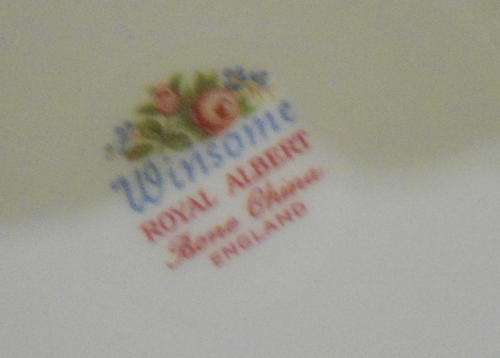 Winsome
ROYAL ALBERT
Bone China
ENGLAND